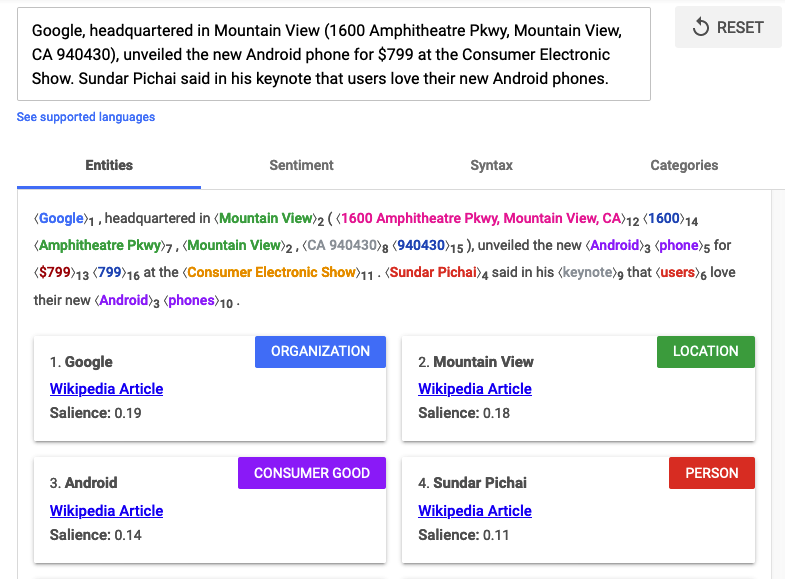 Google, headquartered in Mountain View (1600 Amphitheatre Pkwy, Mountain View,
CA 940430), unveiled the new Android phone for $799 at the Consumer Electronic
Show. Sundar Pichai said in his keynote that users love their new Android phones.
RESET
See supported languages
Entities Sentiment Syntax Categories
⟨Google⟩1 , headquartered in ⟨Mountain View⟩2 ( ⟨1600 Amphitheatre Pkwy, Mountain View, CA⟩12 ⟨1600⟩14
⟨Amphitheatre Pkwy⟩7 , ⟨Mountain View⟩2 , ⟨CA 940430⟩8 ⟨940430⟩15 ), unveiled the new ⟨Android⟩3 ⟨phone⟩5 for
⟨$799⟩13 ⟨799⟩16 at the ⟨Consumer Electronic Show⟩11 . ⟨Sundar Pichai⟩4 said in his ⟨keynote⟩9 that ⟨users⟩6 love
their new ⟨Android⟩3 ⟨phones⟩10 .
1. Google ORGANIZATION
Wikipedia Article
Salience: 0.19
2. Mountain View LOCATION
Wikipedia Article
Salience: 0.18
3. Android CONSUMER GOOD
Wikipedia Article
Salience: 0.14
4. Sundar Pichai PERSON
Wikipedia Article
Salience: 0.11